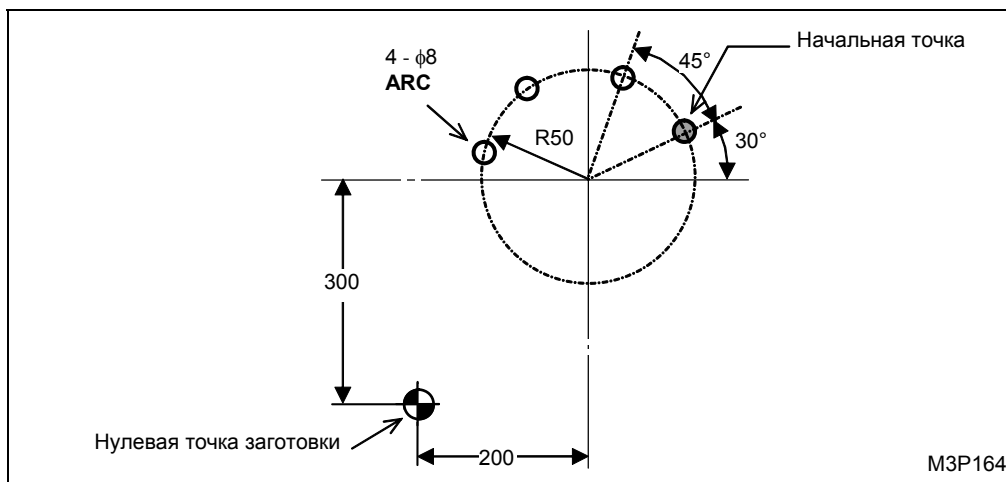 Начальная точка
4 - ϕ8
ARC
45°
R50
30°
300
Нулевая точка заготовки
200
M3P164